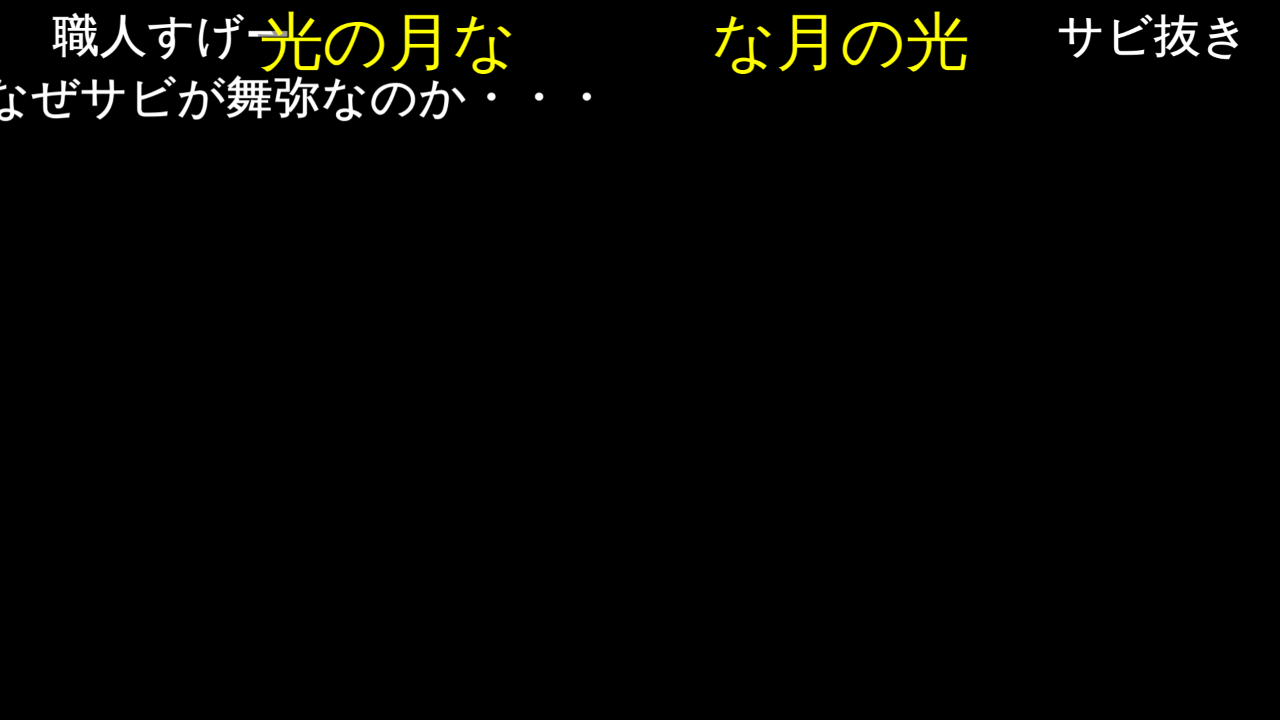 職人すげー
光の月な
な月の光
サビ抜き
なぜサビが舞弥なのか・・・